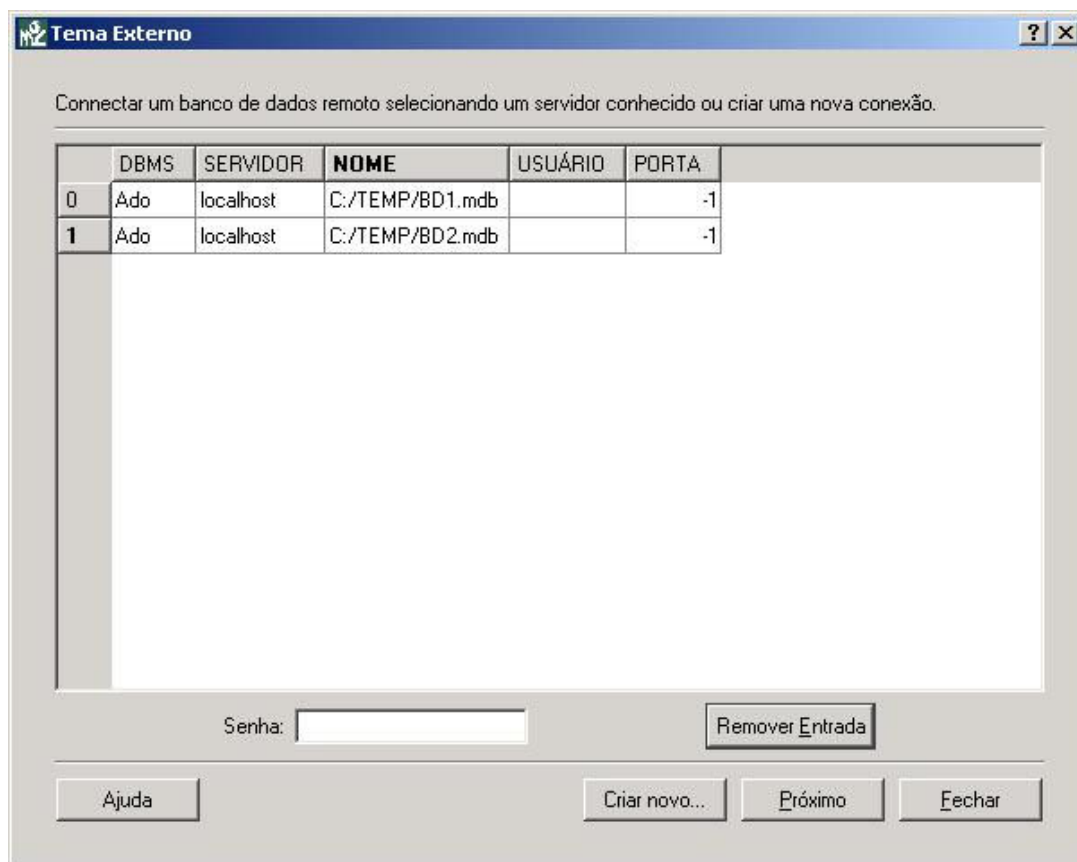 Tema Externo
Connectar um banco de dados remoto selecionando um servidor conhecido ou criar uma nova conexão.
DBMS SERVIDOR NOME USUÁRIO PORTA
0 Ado localhost C:/TEMP/BD1.mdb -1
1 Ado localhost C:/TEMP/BD2.mdb -1
Senha: Remover Entrada
Ajuda Criar novo... Próximo Fechar